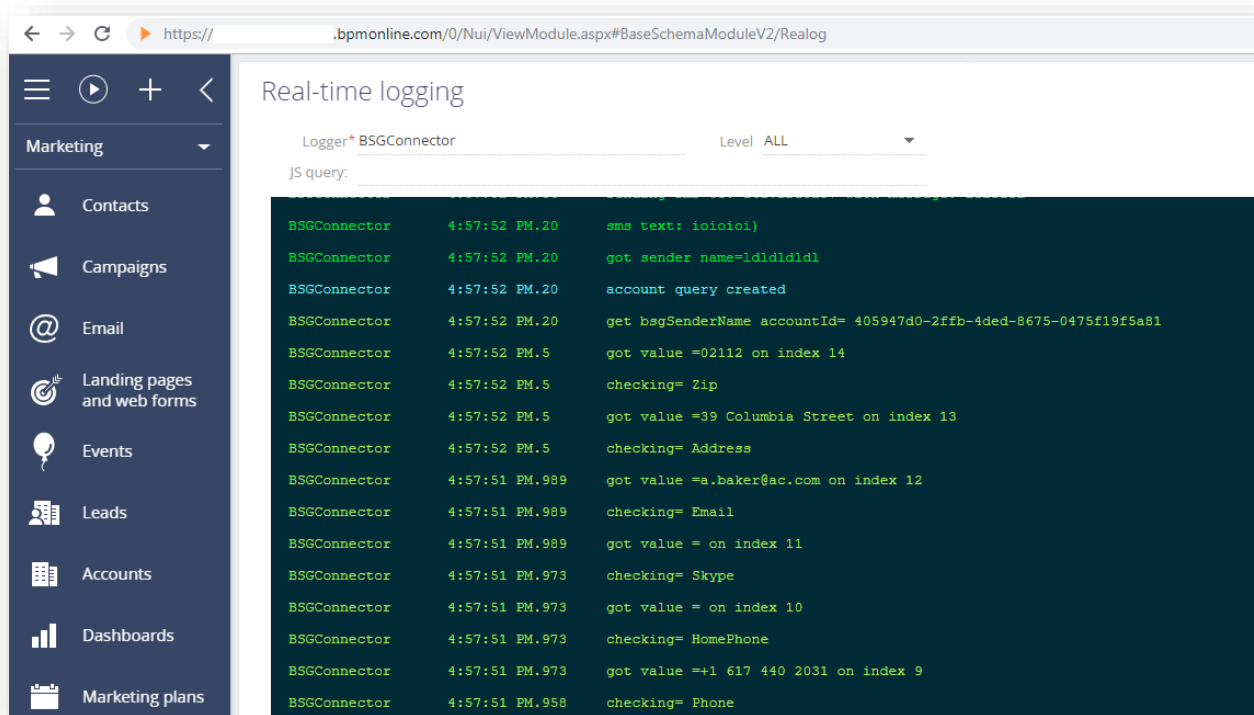 https:// .bpmonline.com/0/Nui/ViewModule.aspx#BaseSchemaModuleV2/Realog
Marketing
Contacts
Campaigns
Email
Landing pages
and web forms
Events
Leads
Accounts
Dashboards
Marketing plans
Real-time logging
Logger* BSGConnector Level ALL
JS query:
BSGConnector 4:57:52 PM.20 sms text: ioioioi)
BSGConnector 4:57:52 PM.20 got sender name=ldldldldl
BSGConnector 4:57:52 PM.20 account query created
BSGConnector 4:57:52 PM.20 get bsgSenderName accountId= 405947d0-2ffb-4ded-8675-0475f19f5a81
BSGConnector 4:57:52 PM.5 got value =02112 on index 14
BSGConnector 4:57:52 PM.5 checking= Zip
BSGConnector 4:57:52 PM.5 got value =39 Columbia Street on index 13
BSGConnector 4:57:52 PM.5 checking= Address
BSGConnector 4:57:51 PM.989 got value =a.baker@ac.com on index 12
BSGConnector 4:57:51 PM.989 checking= Email
BSGConnector 4:57:51 PM.989 got value = on index 11
BSGConnector 4:57:51 PM.973 checking= Skype
BSGConnector 4:57:51 PM.973 got value = on index 10
BSGConnector 4:57:51 PM.973 checking= HomePhone
BSGConnector 4:57:51 PM.973 got value =+1 617 440 2031 on index 9
BSGConnector 4:57:51 PM.958 checking= Phone